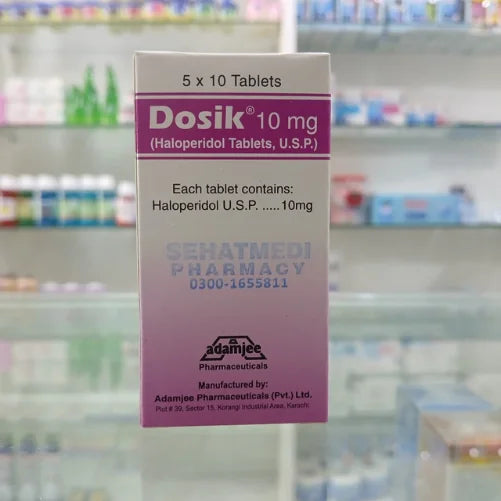 5 x 10 Tablets
Dosik® 10 mg
(Haloperidol Tablets, U.S.P.)
Each tablet contains:
Haloperidol U.S.P. .....10mg
SEHATMEDI
PHARMACY
0300-1655811
adamjee
Pharmaceuticals
Manufactured by:
Adamjee Pharmaceuticals (Pvt.) Ltd.
Plot # 39, Sector 15, Korangi Industrial Area, Karachi.